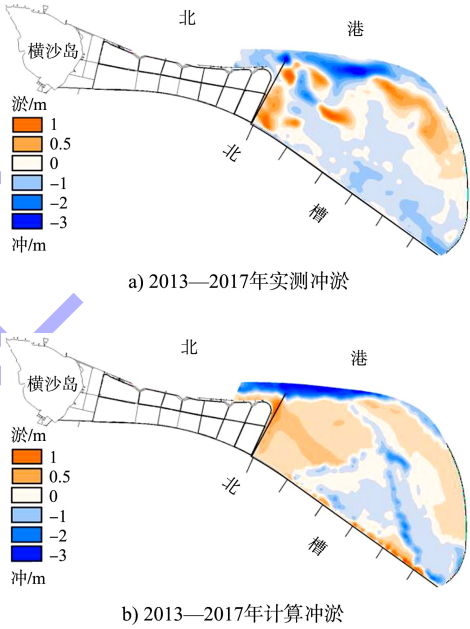 北
港
横沙岛
淤/m
1
0.5
0
−1
−2
−3
冲/m
北
槽
a) 2013—2017年实测冲淤
北
港
横沙岛
淤/m
1
0.5
0
−1
−2
−3
冲/m
北
槽
b) 2013—2017年计算冲淤